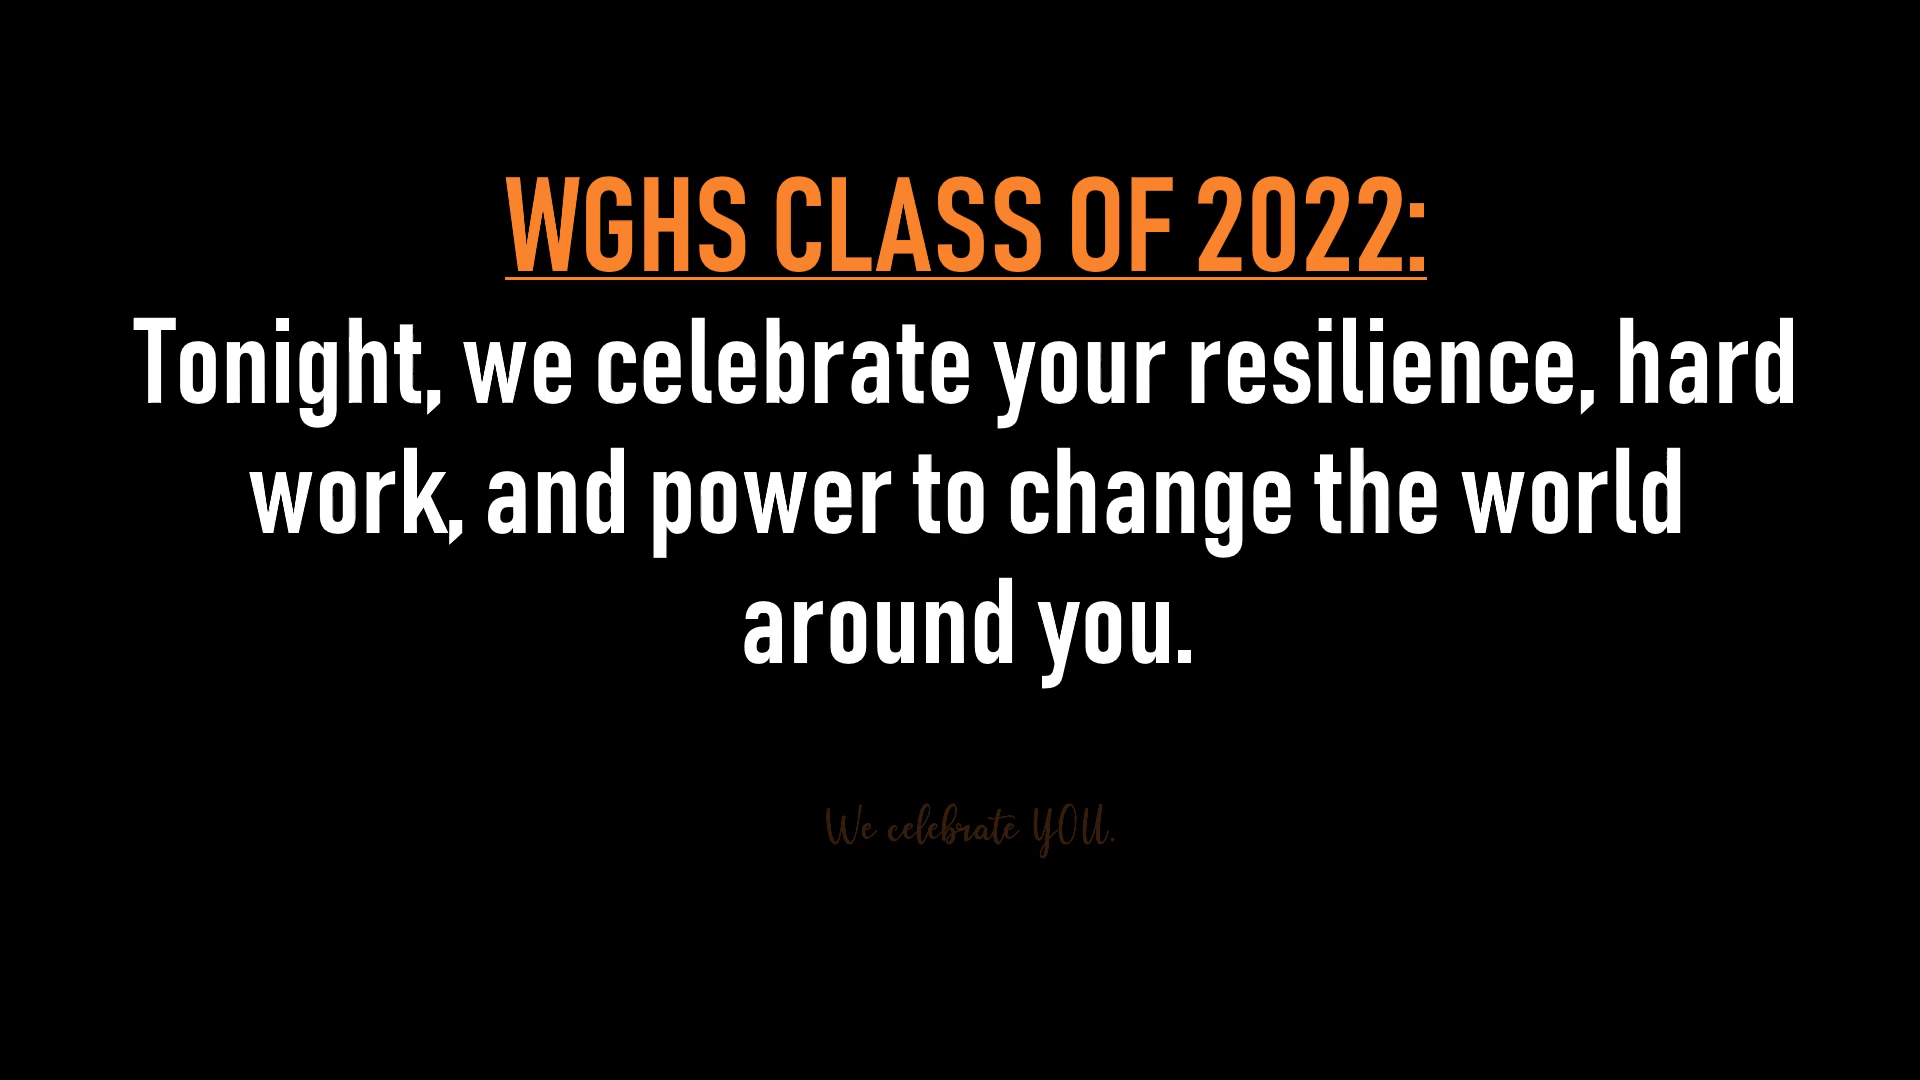 WGHS CLASS OF 2022:
Tonight, we celebrate your resilience, hard
work, and power to change the world
around you.
We celebrate YOU.